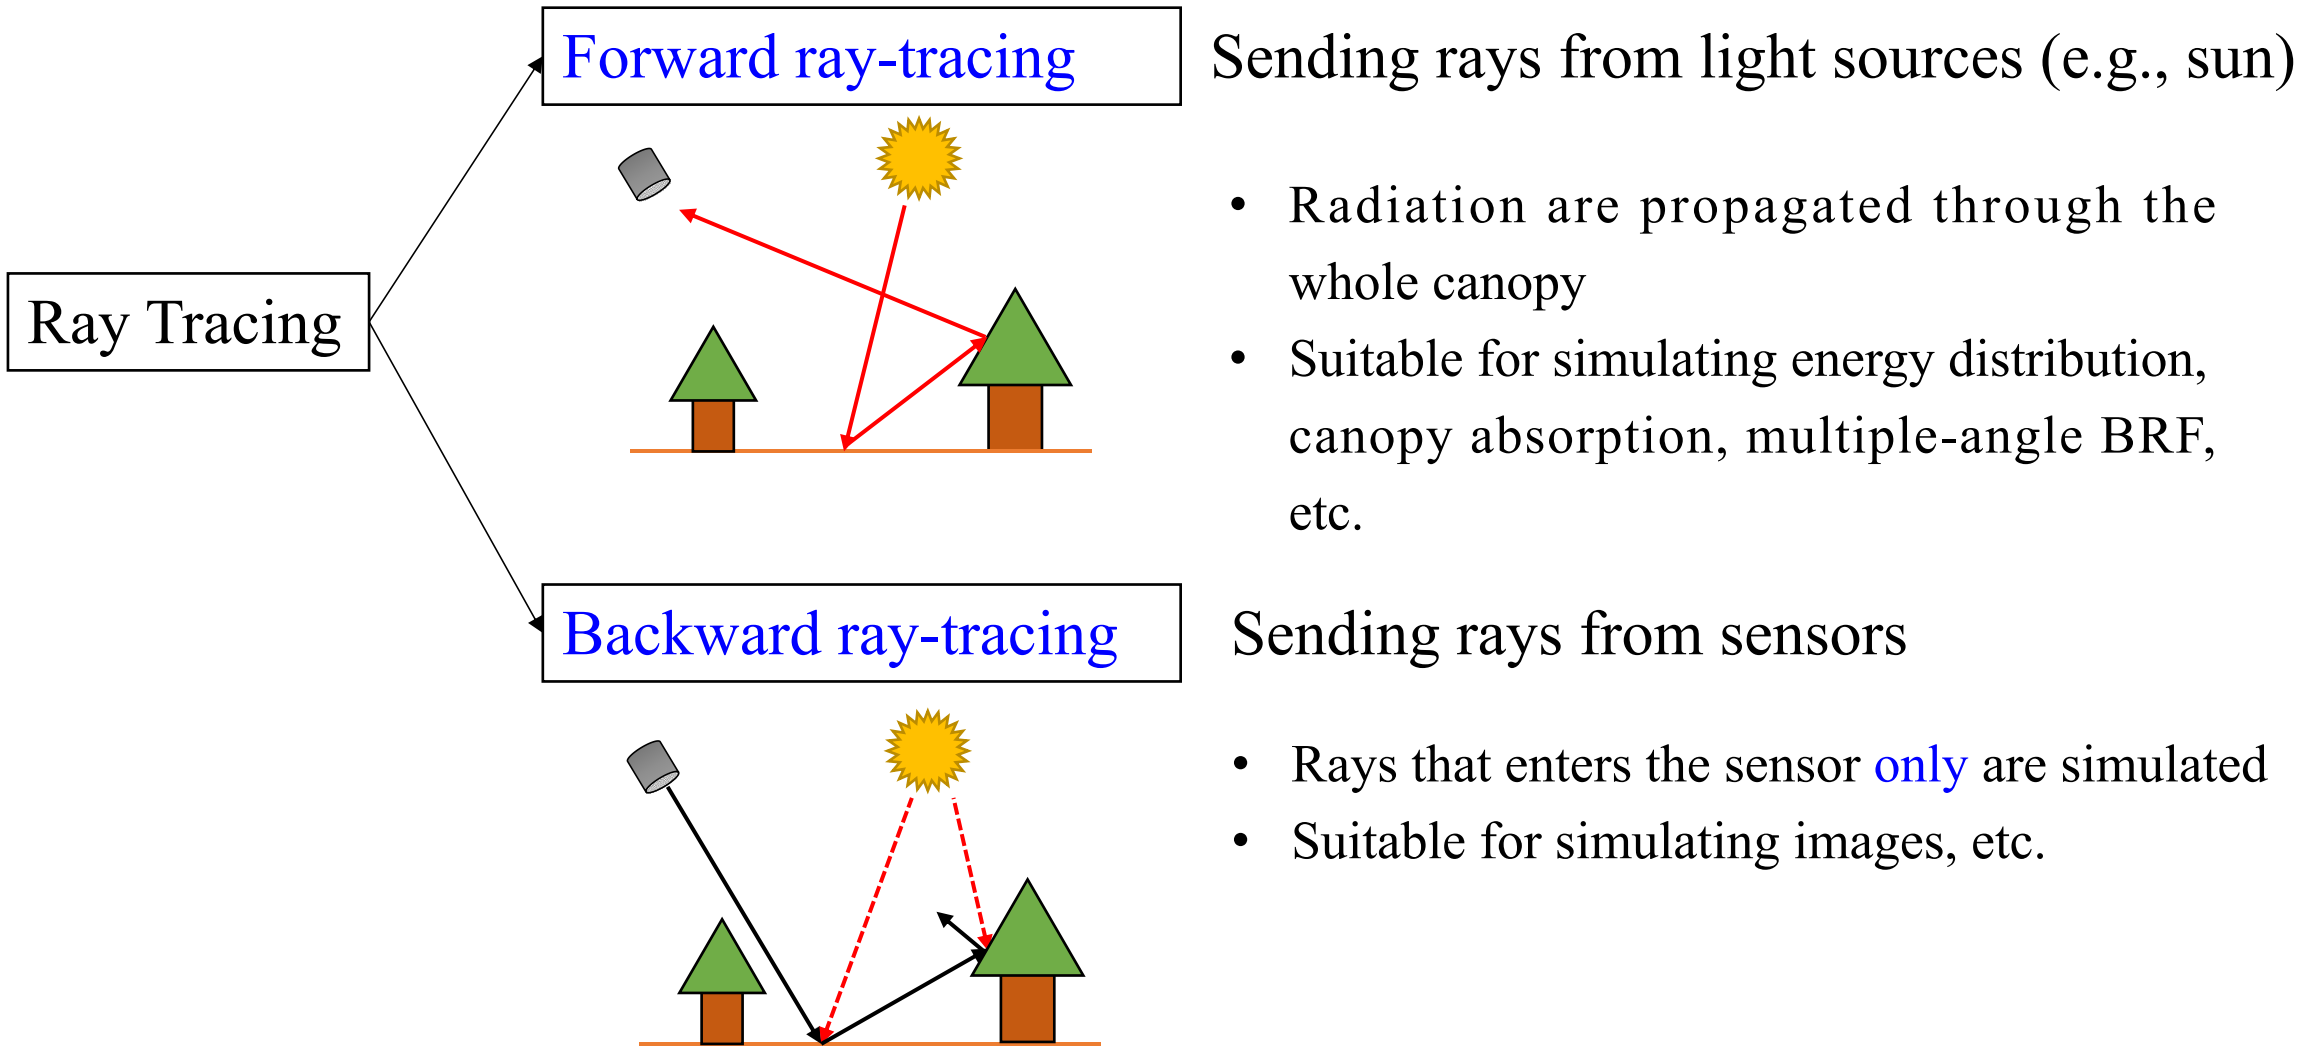 Forward ray-tracing
Sending rays from light sources (e.g., sun)
Radiation are propagated through the
whole canopy
Ray Tracing
• Suitable for simulating energy distribution,
canopy absorption, multiple-angle BRF,
etc.
Backward ray-tracing
Sending rays from sensors
• Rays that enters the sensor only are simulated
• Suitable for simulating images, etc.